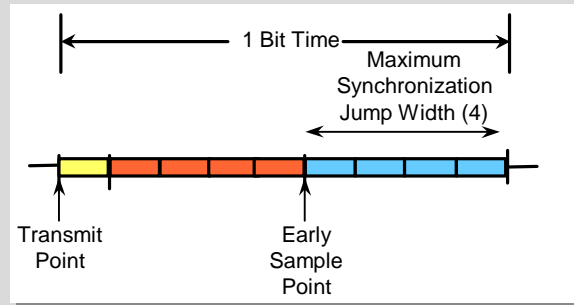 1 Bit Time
Maximum
Synchronization
Jump Width (4)
Transmit
Point
Early
Sample
Point